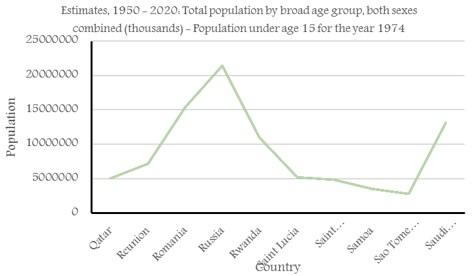 Estimates, 1950 - 2020: Total population by broad age group, both sexes
combined (thousands) - Population under age 15 for the year 1974
25000000
20000000
15000000
10000000
5000000
0
Population
Qatar
Reunion
Romania
Russia
Rwanda
Saint Lucia
Saint...
Samoa
Sao Tome...
Saudi...
Country